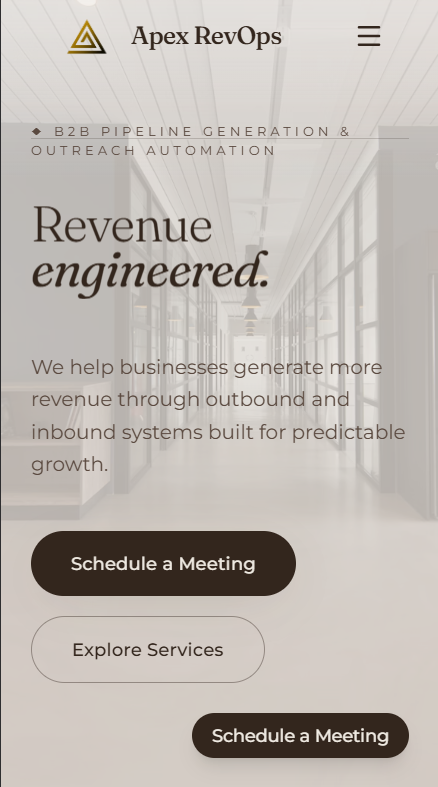 Apex RevOps
◆ B2B PIPELINE GENERATION &
OUTREACH AUTOMATION
Revenue
engineered.
We help businesses generate more
revenue through outbound and
inbound systems built for predictable
growth.
Schedule a Meeting
Explore Services
Schedule a Meeting